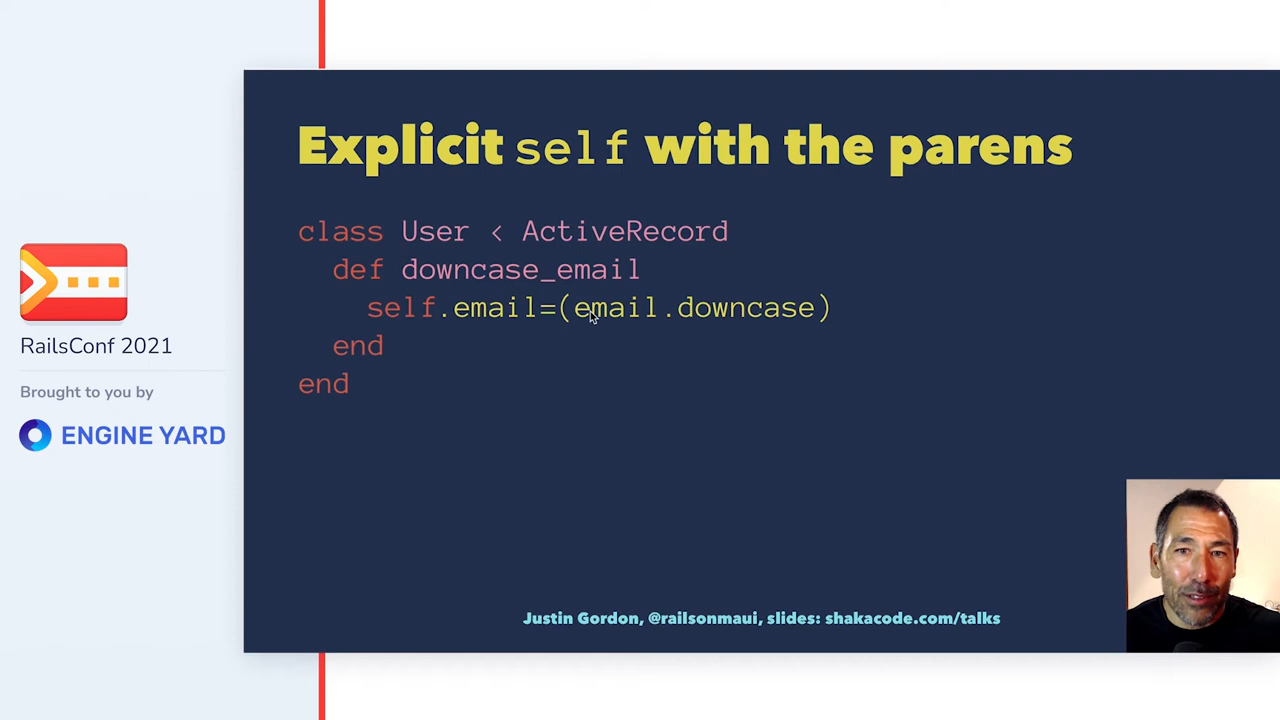 Explicit self with the parens
class User < ActiveRecord
def downcase_email
self.email=(email.downcase)
end
end
RailsConf 2021
Brought to you by
ENGINE YARD
Justin Gordon, @railsonmaui, slides: shakacode.com/talks